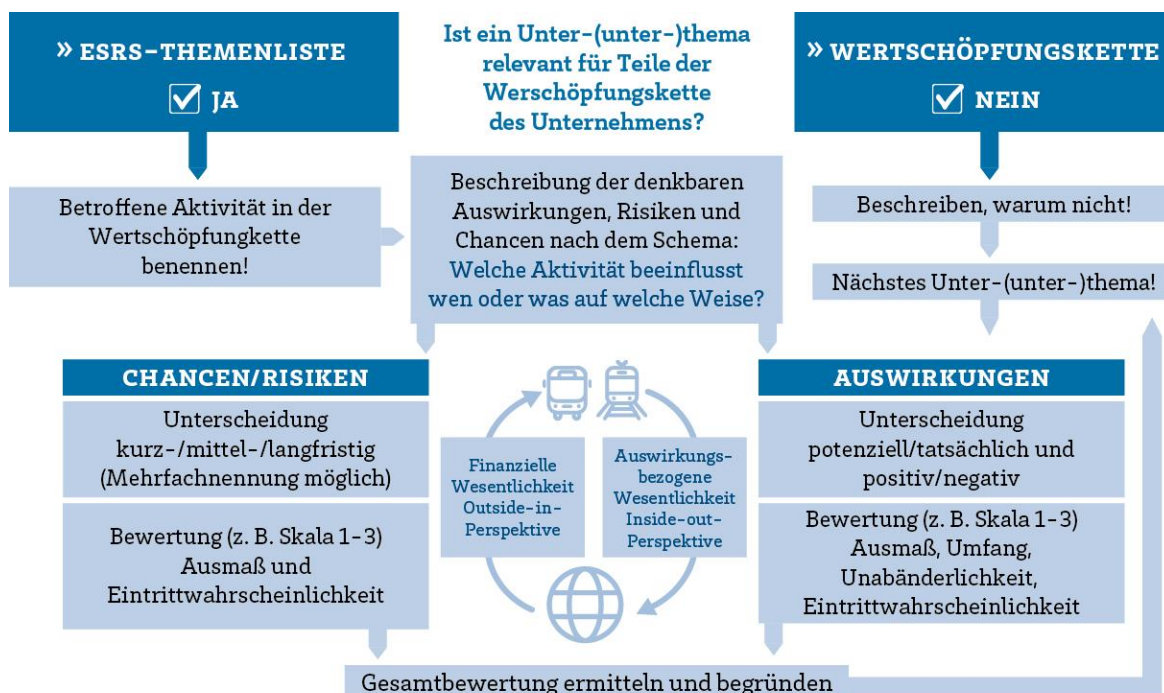 » ESRS-THEMENLISTE
JA
Ist ein Unter-(unter-)thema
relevant für Teile der
Werschöpfungskette
des Unternehmens?
» WERTSCHÖPFUNGSKETTE
NEIN
Betroffene Aktivität in der
Wertschöpfungkette
benennen!
Beschreibung der denkbaren
Auswirkungen, Risiken und
Chancen nach dem Schema:
Welche Aktivität beeinflusst
wen oder was auf welche Weise?
Beschreiben, warum nicht!
Nächstes Unter-(unter-)thema!
CHANCEN/RISIKEN
Unterscheidung
kurz-/mittel-/langfristig
(Mehrfachnennung möglich)
Bewertung (z. B. Skala 1-3)
Ausmaß und
Eintrittwahrscheinlichkeit
Finanzielle
Wesentlichkeit
Outside-in-
Perspektive
Auswirkungs-
bezogene
Wesentlichkeit
Inside-out-
Perspektive
AUSWIRKUNGEN
Unterscheidung
potenziell/tatsächlich und
positiv/negativ
Bewertung (z. B. Skala 1-3)
Ausmaß, Umfang,
Unabänderlichkeit,
Eintrittwahrscheinlichkeit
Gesamtbewertung ermitteln und begründen